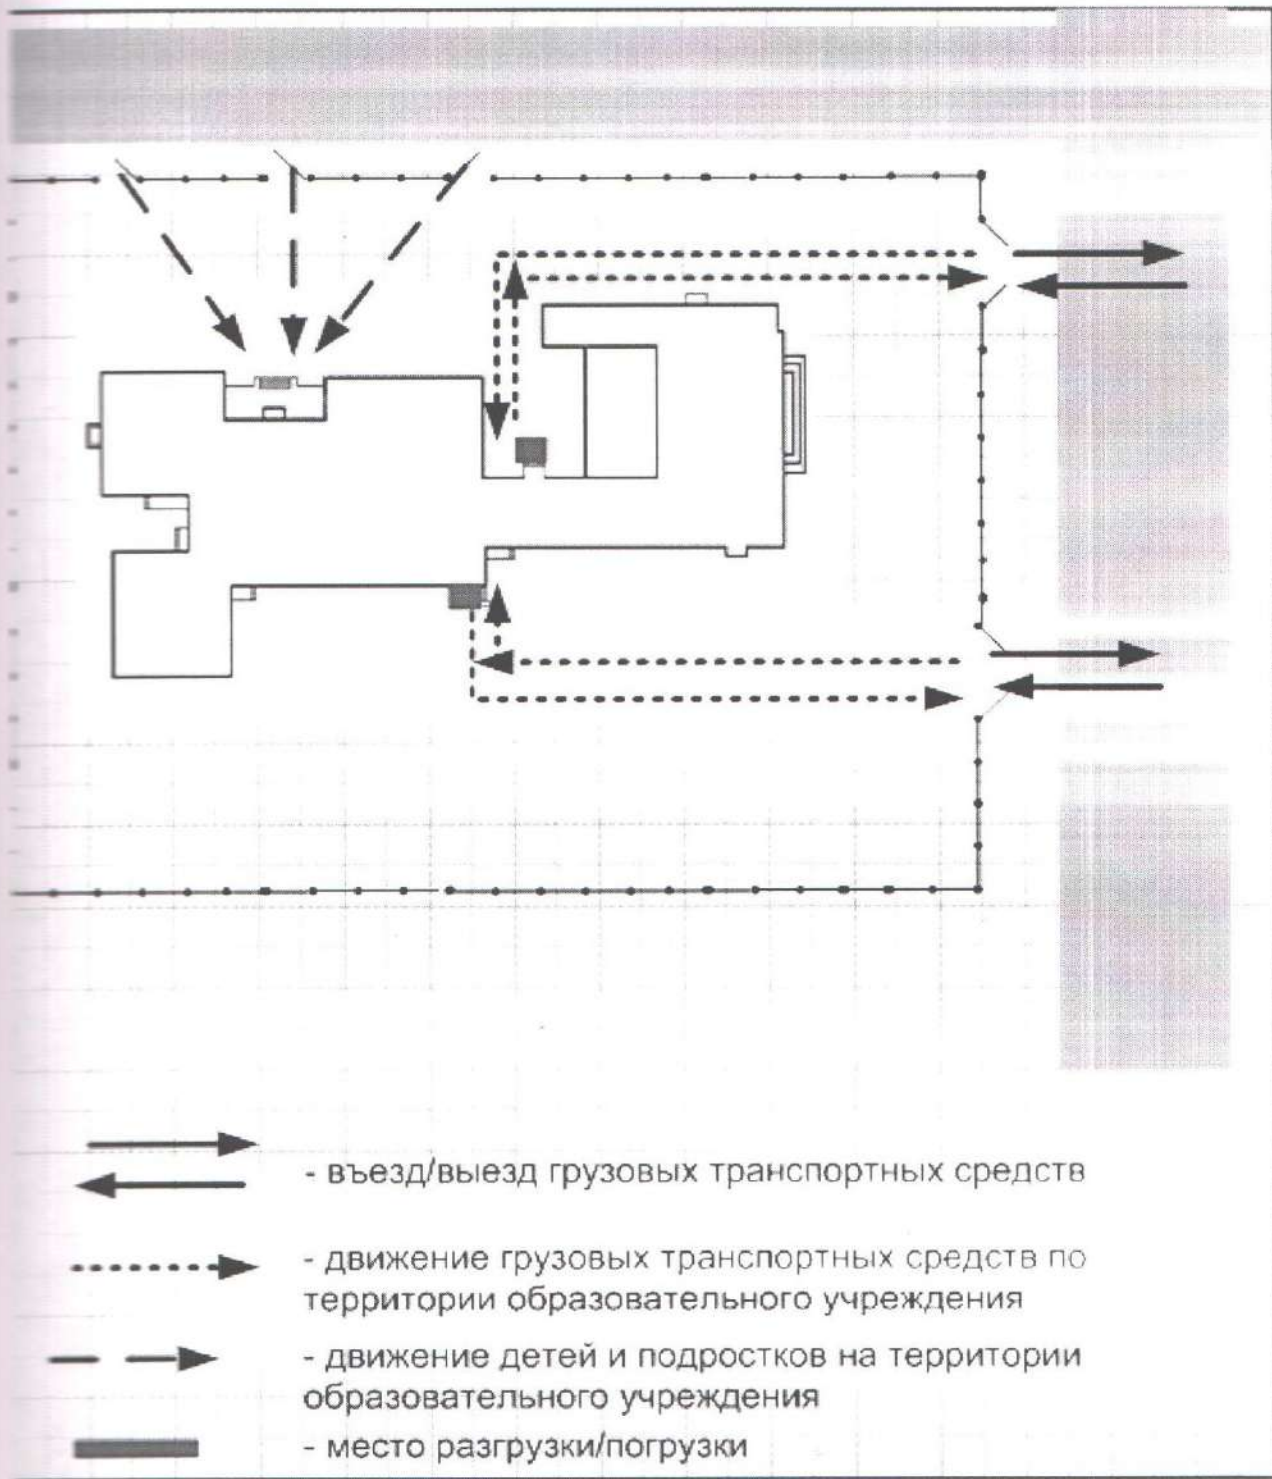 - въезд/выезд грузовых транспортных средств
- движение грузовых транспортных средств по
территории образовательного учреждения
- движение детей и подростков на территории
образовательного учреждения
- место разгрузки/погрузки